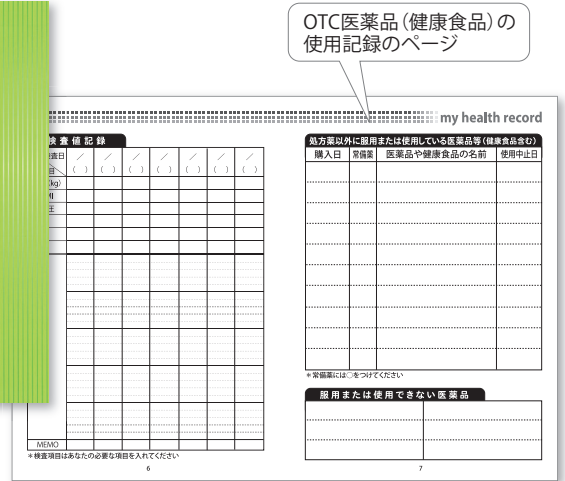 OTC医薬品（健康食品）の
使用記録のページ
my health record
検査値記録
査日
／ ／ ／ ／ ／ ／
（ ） （ ） （ ） （ ） （ ） （ ）
目
(kg)
MI
圧
MEMO
＊検査項目はあなたの必要な項目を入れてください
6
処方薬以外に服用または使用している医薬品等（健康食品含む）
購入日 常備薬 医薬品や健康食品の名前 使用中止日
＊常備薬には○をつけてください
服用または使用できない医薬品
7